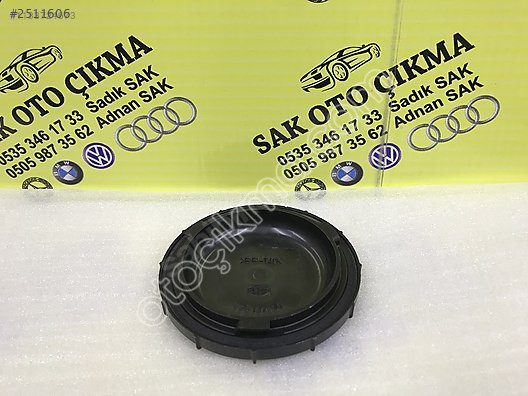 #2511606
SAK OTO ÇIKMA
0535 346 17 33 Sadık SAK
0505 987 35 62 Adnan SAK
SAK OTO ÇIKMA
0535 346 17 33 Sadık SAK
0505 987 35 62 Adnan SAK
otoçıkma